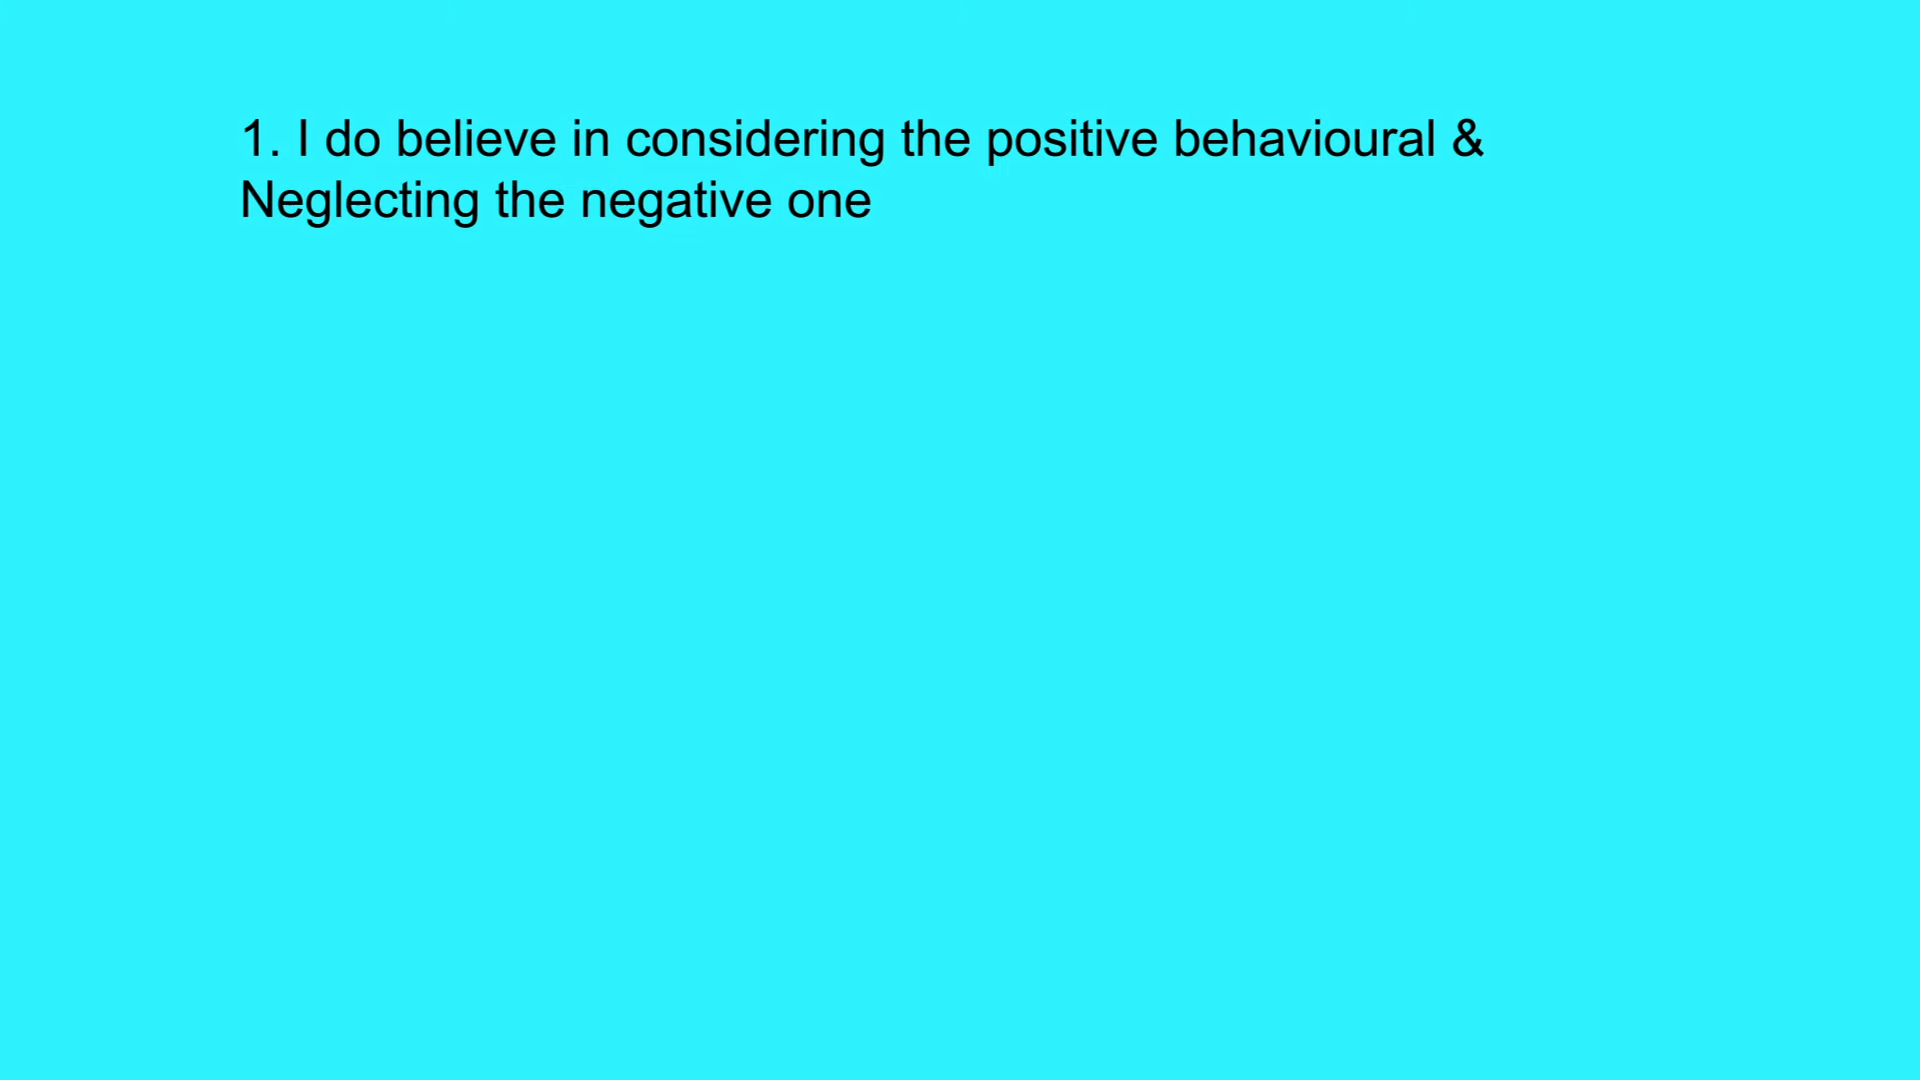 1. I do believe in considering the positive behavioural &
Neglecting the negative one